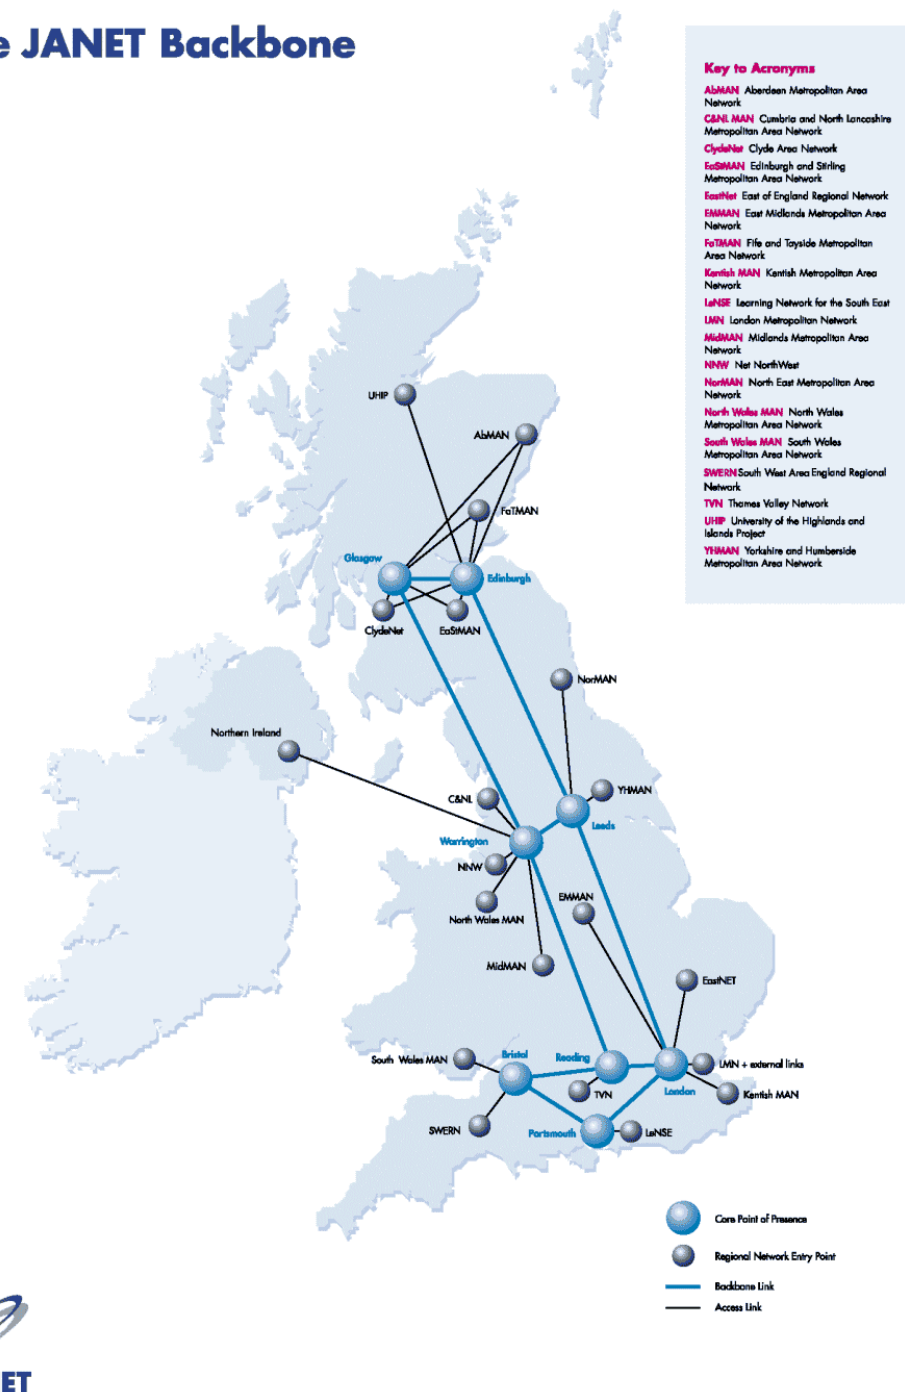 e JANET Backbone
Key to Acronyms
AbMAN Aberdeen Metropolitan Area
Network
C&NL MAN Cumbria and North Lancashire
Metropolitan Area Network
ClydeNet Clyde Area Network
EaStMAN Edinburgh and Stirling
Metropolitan Area Network
EastNet East of England Regional Network
EMMAN East Midlands Metropolitan Area
Network
FaTMAN Fife and Tayside Metropolitan
Area Network
Kentish MAN Kentish Metropolitan Area
Network
LeNSE Learning Network for the South East
LMN London Metropolitan Network
MidMAN Midlands Metropolitan Area
Network
NNW Net NorthWest
NorMAN North East Metropolitan Area
Network
North Wales MAN North Wales
Metropolitan Area Network
South Wales MAN South Wales
Metropolitan Area Network
SWERN South West Area England Regional
Network
TVN Thames Valley Network
UHIP University of the Highlands and
Islands Project
YHMAN Yorkshire and Humberside
Metropolitan Area Network
UHIP
AbMAN
FaTMAN
Glasgow
Edinburgh
ClydeNet
EaStMAN
NorMAN
Northern Ireland
YHMAN
C&NL
Leeds
Warrington
NNW
EMMAN
North Wales MAN
MidMAN
EastNET
Bristol
Reading
South Wales MAN
LMN + external links
TVN
London
Kentish MAN
SWERN
Portsmouth
LeNSE
Core Point of Presence
Regional Network Entry Point
Backbone Link
Access Link
ET